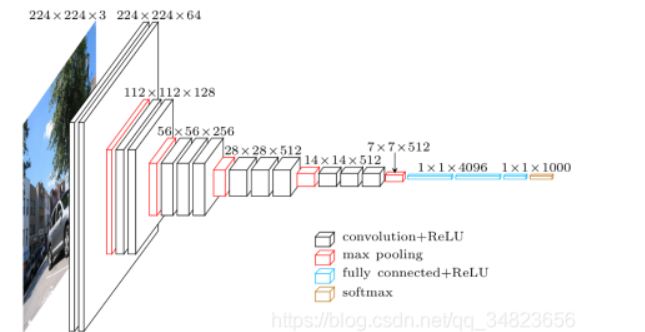 224×224×3 224×224×64
112×112×128
56×56×256
28×28×512
14×14×512
7×7×512
1×1×4096 1×1×1000
convolution+ReLU
max pooling
fully connected+ReLU
softmax
https://blog.csdn.net/qq_34823656